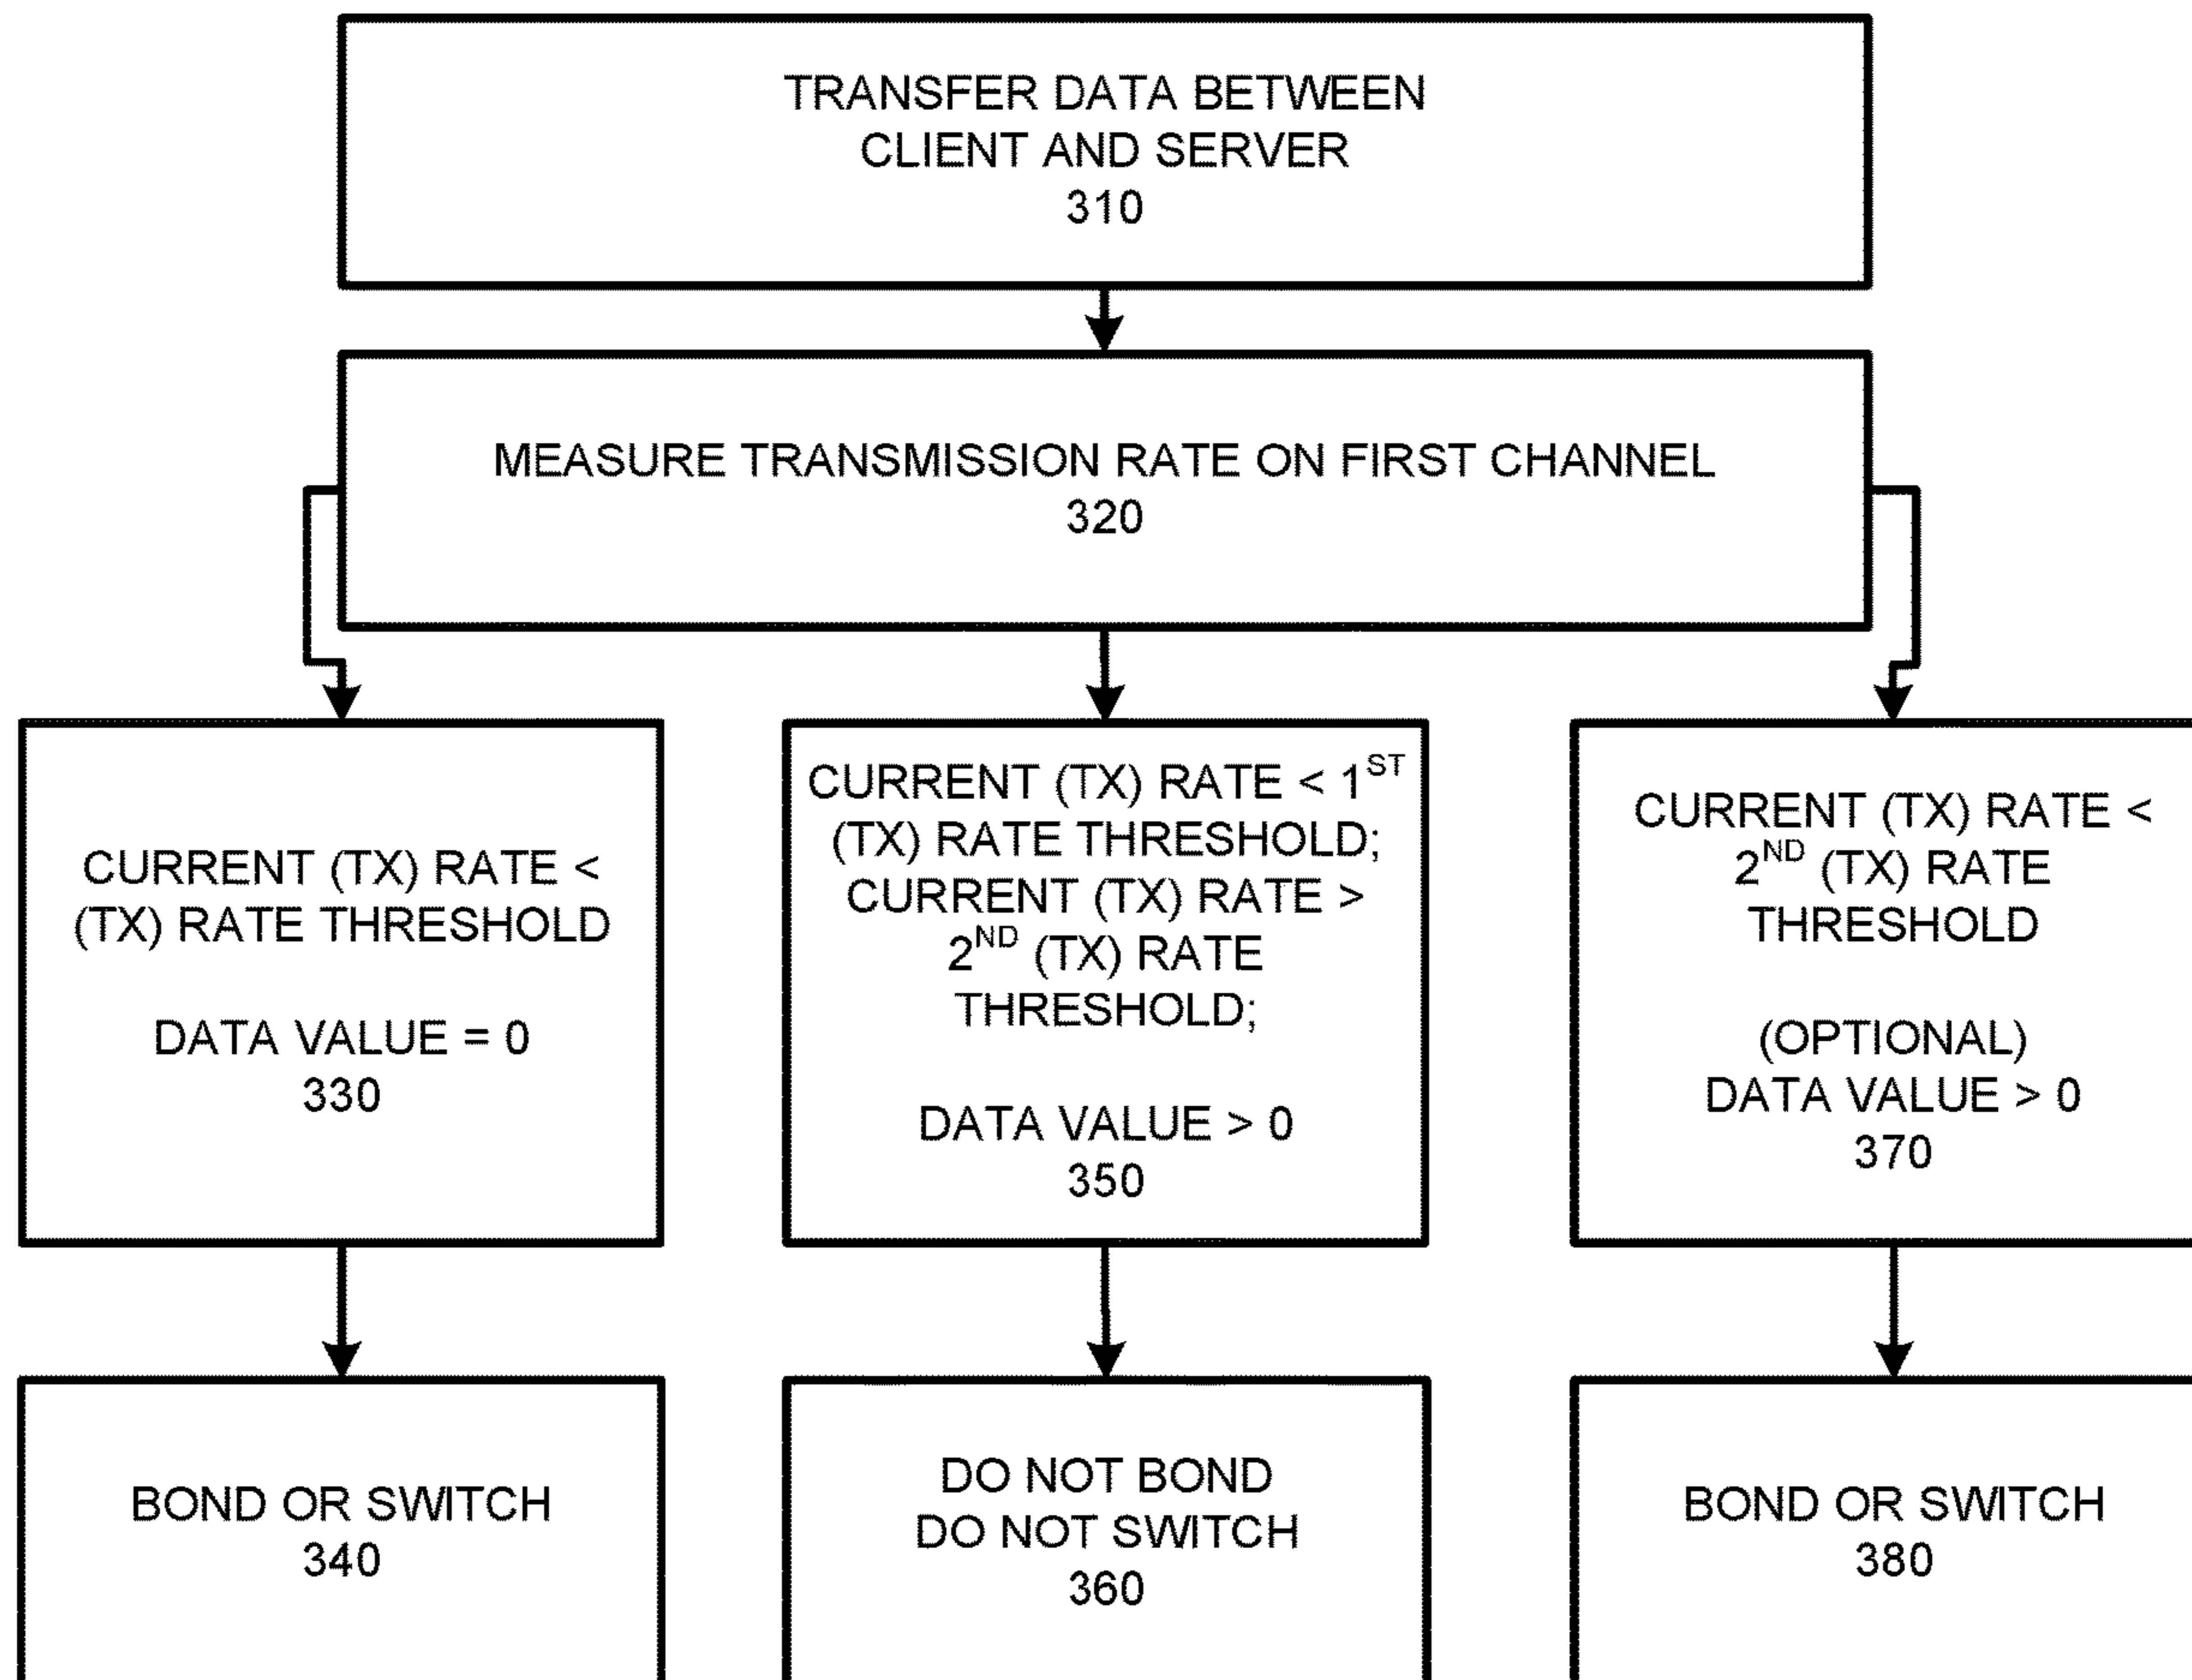 TRANSFER DATA BETWEEN
CLIENT AND SERVER
310
MEASURE TRANSMISSION RATE ON FIRST CHANNEL
320
CURRENT (TX) RATE <
(TX) RATE THRESHOLD
DATA VALUE = 0
330
CURRENT (TX) RATE < 1ST
(TX) RATE THRESHOLD;
CURRENT (TX) RATE >
2ND (TX) RATE
THRESHOLD;
DATA VALUE > 0
350
CURRENT (TX) RATE <
2ND (TX) RATE
THRESHOLD
(OPTIONAL)
DATA VALUE > 0
370
BOND OR SWITCH
340
DO NOT BOND
DO NOT SWITCH
360
BOND OR SWITCH
380